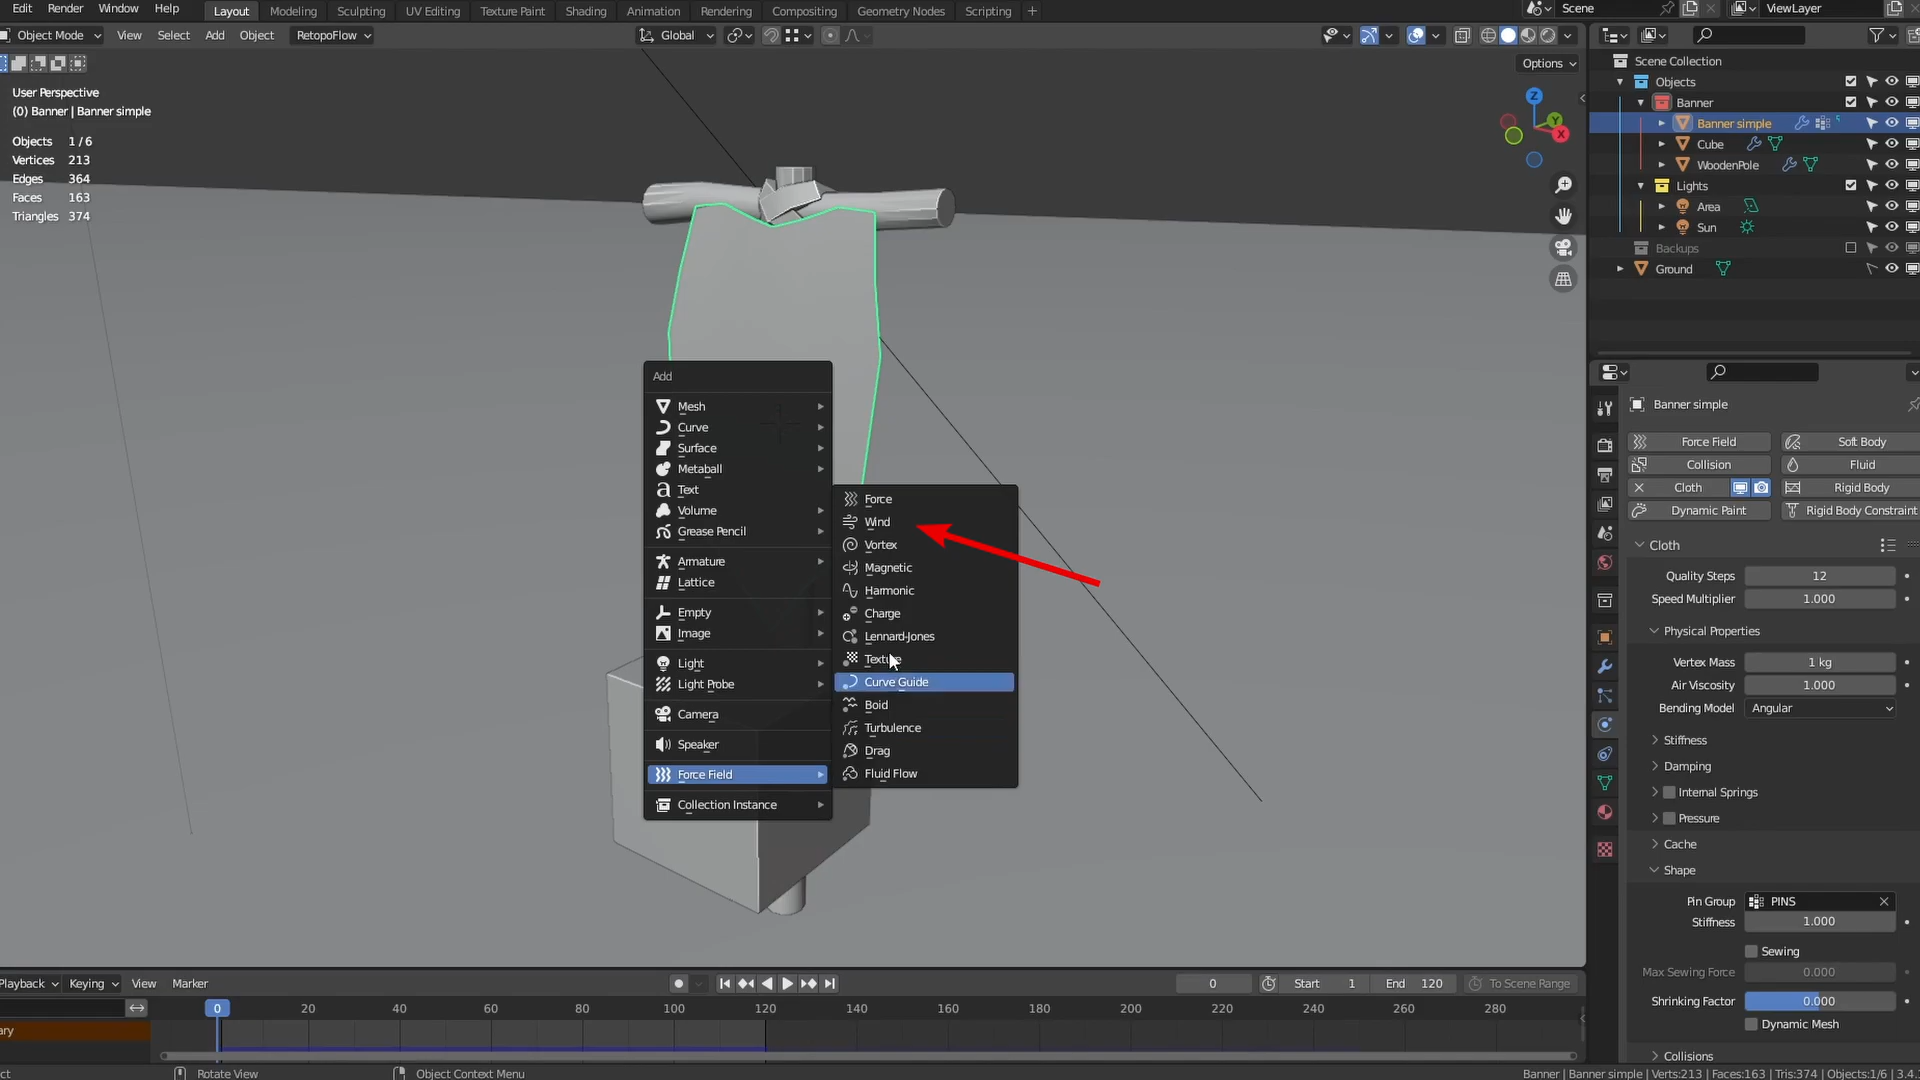 Edit Render Window Help Layout Modeling Sculpting UV Editing Texture Paint Shading Animation Rendering Compositing Geometry Nodes Scripting + Scene ViewLayer
Object Mode View Select Add Object RetopoFlow Global
Options
User Perspective
(0) Banner | Banner simple
Objects 1 / 6
Vertices 213
Edges 364
Faces 163
Triangles 374
Z
Y
X
Scene Collection
Objects
Banner
Banner simple
Cube
WoodenPole
Lights
Area
Sun
Backups
Ground
Add
Mesh
Curve
Surface
Metaball
Text
Volume
Grease Pencil
Armature
Lattice
Empty
Image
Light
Light Probe
Camera
Speaker
Force Field
Collection Instance
Force
Wind
Vortex
Magnetic
Harmonic
Charge
Lennard-Jones
Texture
Curve Guide
Boid
Turbulence
Drag
Fluid Flow
Banner simple
Force Field Soft Body
Collision Fluid
Cloth Rigid Body
Dynamic Paint Rigid Body Constraint
Cloth
Quality Steps 12
Speed Multiplier 1.000
Physical Properties
Vertex Mass 1 kg
Air Viscosity 1.000
Bending Model Angular
Stiffness
Damping
Internal Springs
Pressure
Cache
Shape
Pin Group PINS
Stiffness 1.000
Sewing
Max Sewing Force 0.000
Shrinking Factor 0.000
Dynamic Mesh
Collisions
Playback Keying View Marker 0 Start 1 End 120 To Scene Range
0 20 40 60 80 100 120 140 160 180 200 220 240 260 280
ary
ct Rotate View Object Context Menu Banner | Banner simple | Verts:213 | Faces:163 | Tris:374 | Objects:1/6 | 3.4.